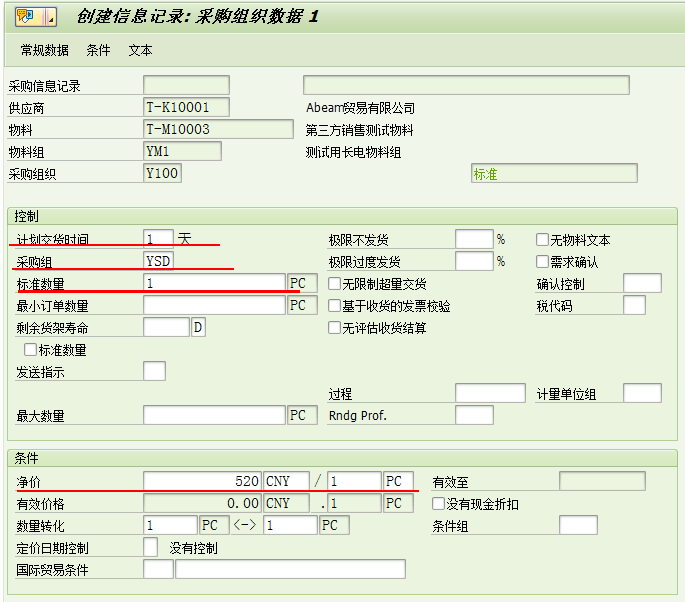 创建信息记录: 采购组织数据 1
常规数据 条件 文本
采购信息记录
供应商 T-K10001 Abeam贸易有限公司
物料 T-M10003 第三方销售测试物料
物料组 YM1 测试用长电物料组
采购组织 Y100 标准
控制
计划交货时间 1 天 极限不发货 % 无物料文本
采购组 YSD 极限过度发货 % 需求确认
标准数量 1 PC 无限制超量交货 确认控制
最小订单数量 PC 基于收货的发票校验 税代码
剩余货架寿命 D 无评估收货结算
标准数量
发送指示
过程 计量单位组
最大数量 PC Rndg Prof.
条件
净价 520 CNY / 1 PC 有效至
有效价格 0.00 CNY . 1 PC 没有现金折扣
数量转化 1 PC <-> 1 PC 条件组
定价日期控制 没有控制
国际贸易条件